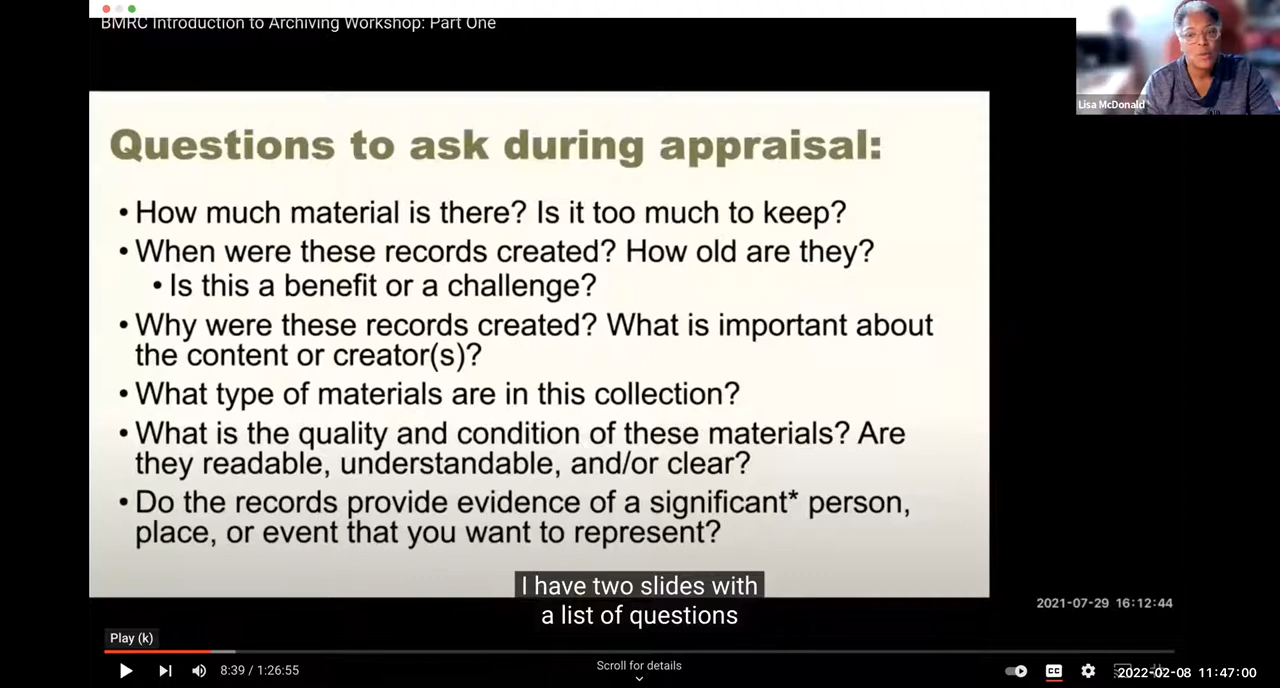 BMRC Introduction to Archiving Workshop: Part One
Lisa McDonald
Questions to ask during appraisal:
• How much material is there? Is it too much to keep?
• When were these records created? How old are they?
• Is this a benefit or a challenge?
• Why were these records created? What is important about
the content or creator(s)?
• What type of materials are in this collection?
• What is the quality and condition of these materials? Are
they readable, understandable, and/or clear?
• Do the records provide evidence of a significant* person,
place, or event that you want to represent?
I have two slides with
a list of questions
2021-07-29 16:12:44
Play (k)
8:39 / 1:26:55
Scroll for details
CC
2022-02-08 11:47:00